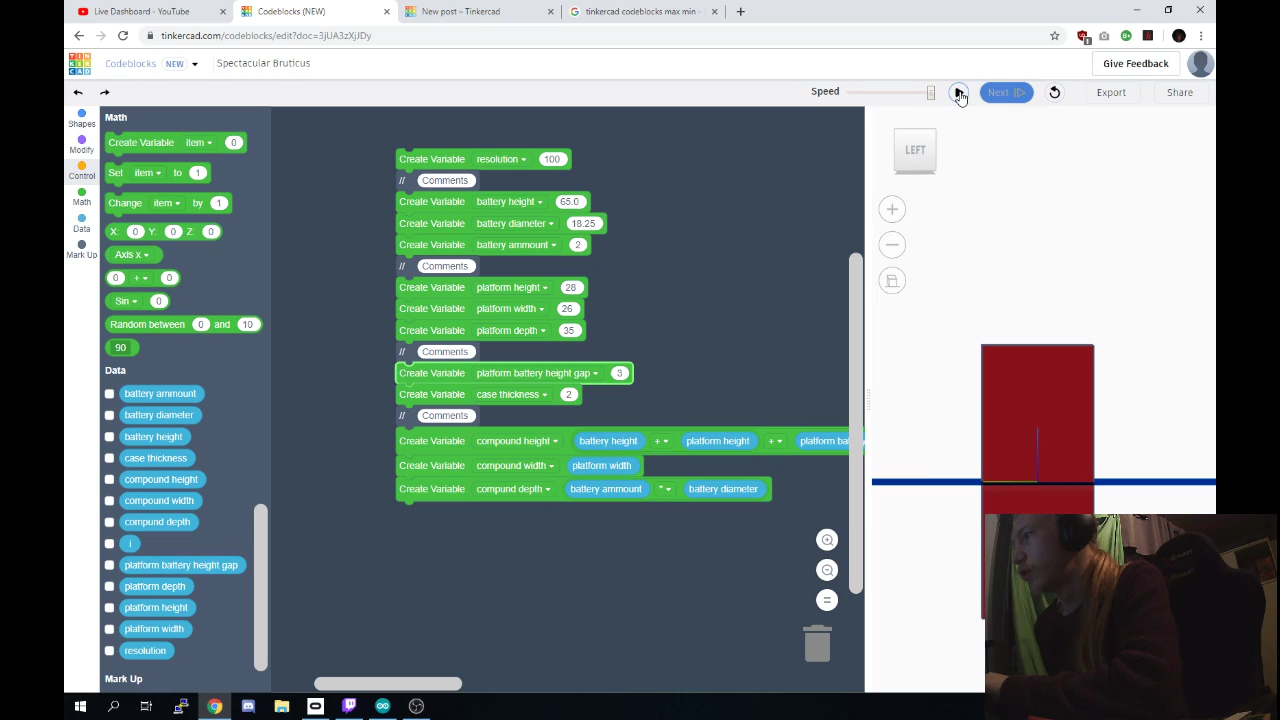 Live Dashboard - YouTube
Codeblocks (NEW)
New post – Tinkercad
tinkercad codeblocks max min -
tinkercad.com/codeblocks/edit?doc=3jUA3zXjJDy
TIN
KER
CAD
Codeblocks NEW
Spectacular Bruticus
Give Feedback
Speed
Next
Export
Share
Shapes
Modify
Control
Math
Data
Mark Up
Math
Create Variable item 0
Set item to 1
Change item by 1
X: 0 Y: 0 Z: 0
Axis x
0 + 0
Sin 0
Random between 0 and 10
90
Data
battery ammount
battery diameter
battery height
case thickness
compound height
compound width
compund depth
i
platform battery height gap
platform depth
platform height
platform width
resolution
Mark Up
Create Variable resolution 100
// Comments
Create Variable battery height 65.0
Create Variable battery diameter 18.25
Create Variable battery ammount 2
// Comments
Create Variable platform height 28
Create Variable platform width 26
Create Variable platform depth 35
// Comments
Create Variable platform battery height gap 3
Create Variable case thickness 2
// Comments
Create Variable compound height battery height + platform height + platform bat
Create Variable compound width platform width
Create Variable compund depth battery ammount * battery diameter
LEFT